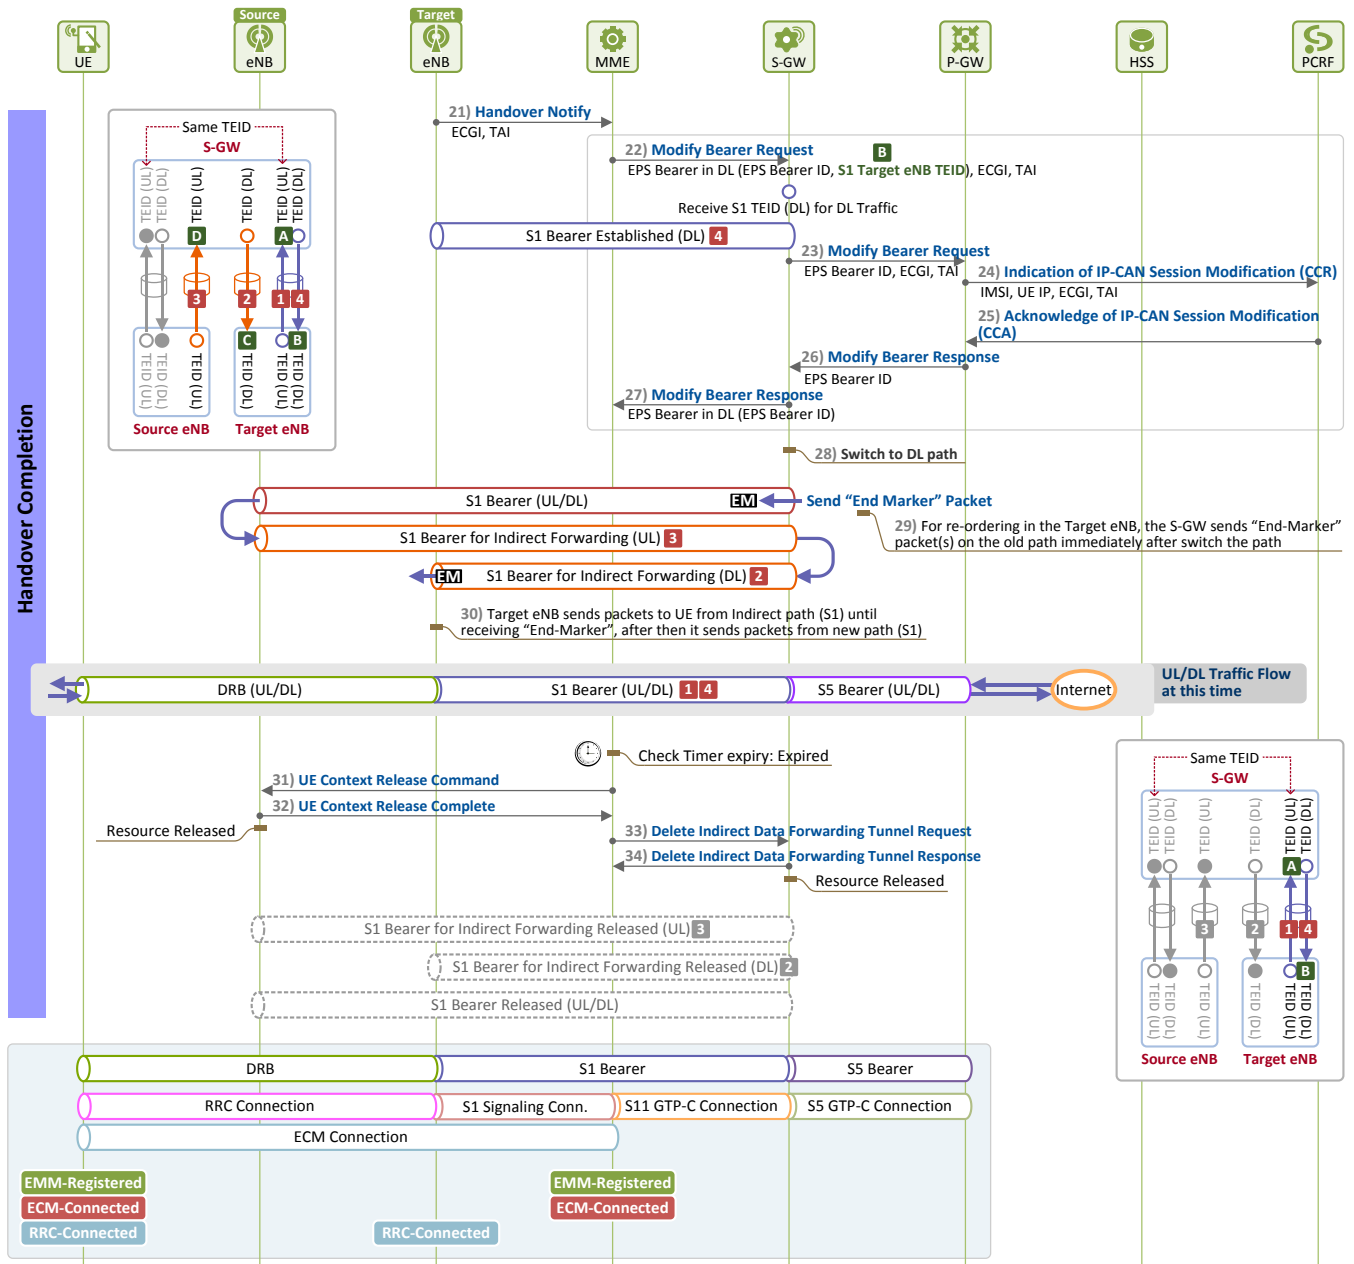 Source
Target
UE
eNB
eNB
MME
S-GW
P-GW
HSS
PCRF
Handover Completion
Same TEID
S-GW
TEID (UL)
TEID (DL)
TEID (UL)
TEID (DL)
TEID (UL)
TEID (DL)
D
A
3
2
1
4
C
B
TEID (UL)
TEID (DL)
TEID (UL)
TEID (DL)
TEID (UL)
TEID (DL)
Source eNB
Target eNB
21) Handover Notify
ECGI, TAI
22) Modify Bearer Request
B
EPS Bearer in DL (EPS Bearer ID, S1 Target eNB TEID), ECGI, TAI
Receive S1 TEID (DL) for DL Traffic
S1 Bearer Established (DL) 4
23) Modify Bearer Request
EPS Bearer ID, ECGI, TAI
24) Indication of IP-CAN Session Modification (CCR)
IMSI, UE IP, ECGI, TAI
25) Acknowledge of IP-CAN Session Modification
(CCA)
26) Modify Bearer Response
EPS Bearer ID
27) Modify Bearer Response
EPS Bearer in DL (EPS Bearer ID)
28) Switch to DL path
S1 Bearer (UL/DL)
EM
Send “End Marker” Packet
29) For re-ordering in the Target eNB, the S-GW sends “End-Marker”
packet(s) on the old path immediately after switch the path
S1 Bearer for Indirect Forwarding (UL) 3
EM
S1 Bearer for Indirect Forwarding (DL) 2
30) Target eNB sends packets to UE from Indirect path (S1) until
receiving “End-Marker”, after then it sends packets from new path (S1)
DRB (UL/DL)
S1 Bearer (UL/DL) 1 4
S5 Bearer (UL/DL)
Internet
UL/DL Traffic Flow
at this time
Check Timer expiry: Expired
31) UE Context Release Command
32) UE Context Release Complete
Resource Released
33) Delete Indirect Data Forwarding Tunnel Request
34) Delete Indirect Data Forwarding Tunnel Response
Resource Released
S1 Bearer for Indirect Forwarding Released (UL) 3
S1 Bearer for Indirect Forwarding Released (DL) 2
S1 Bearer Released (UL/DL)
Same TEID
S-GW
TEID (UL)
TEID (DL)
TEID (UL)
TEID (DL)
TEID (UL)
TEID (DL)
A
3
2
1
4
B
TEID (UL)
TEID (DL)
TEID (UL)
TEID (DL)
TEID (UL)
TEID (DL)
Source eNB
Target eNB
DRB
S1 Bearer
S5 Bearer
RRC Connection
S1 Signaling Conn.
S11 GTP-C Connection
S5 GTP-C Connection
ECM Connection
EMM-Registered
EMM-Registered
ECM-Connected
ECM-Connected
RRC-Connected
RRC-Connected